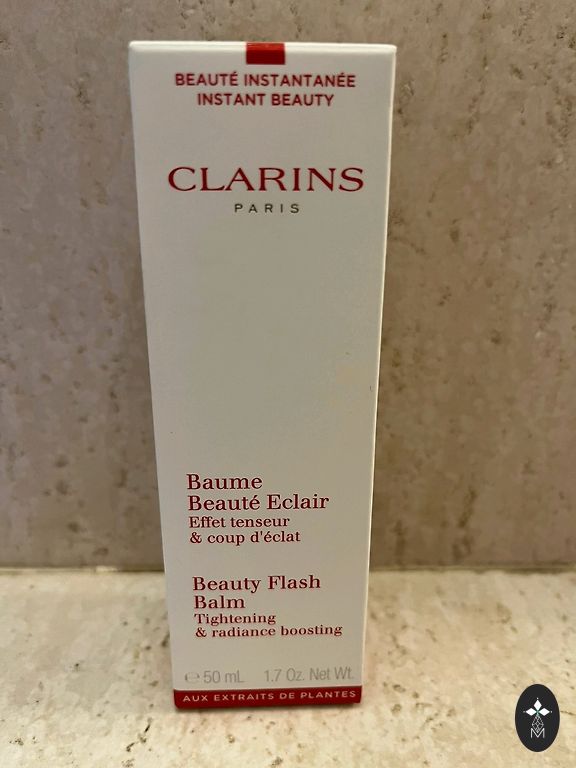 BEAUTÉ INSTANTANÉE
INSTANT BEAUTY
CLARINS
PARIS
Baume
Beauté Eclair
Effet tenseur
& coup d'éclat
Beauty Flash
Balm
Tightening
& radiance boosting
℮ 50 mL 1.7 Oz. Net Wt.
AUX EXTRAITS DE PLANTES
M